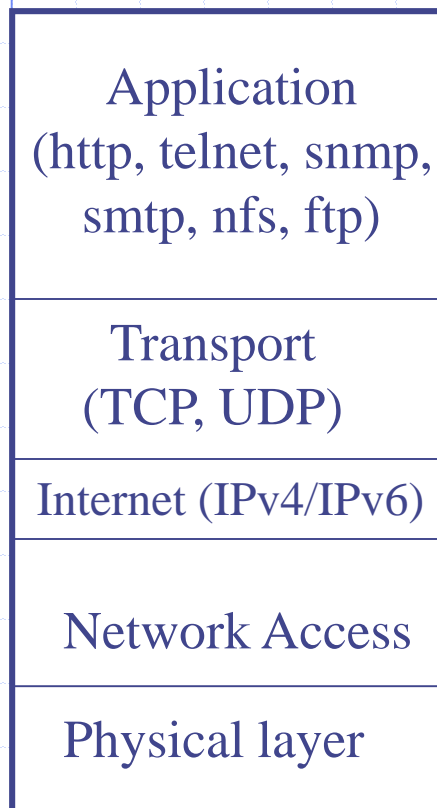 Application
(http, telnet, snmp,
smtp, nfs, ftp)
Transport
(TCP, UDP)
Internet (IPv4/IPv6)
Network Access
Physical layer